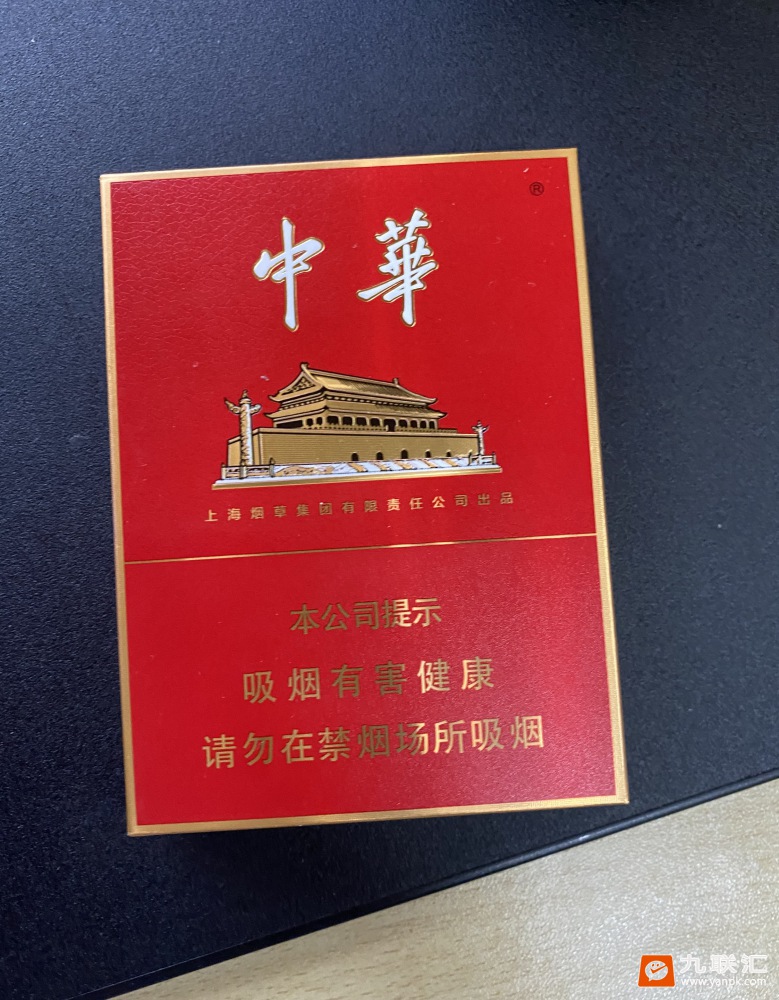 ®
中華
上海烟草集团有限责任公司出品
本公司提示
吸烟有害健康
请勿在禁烟场所吸烟
九联汇
www.yanpk.com